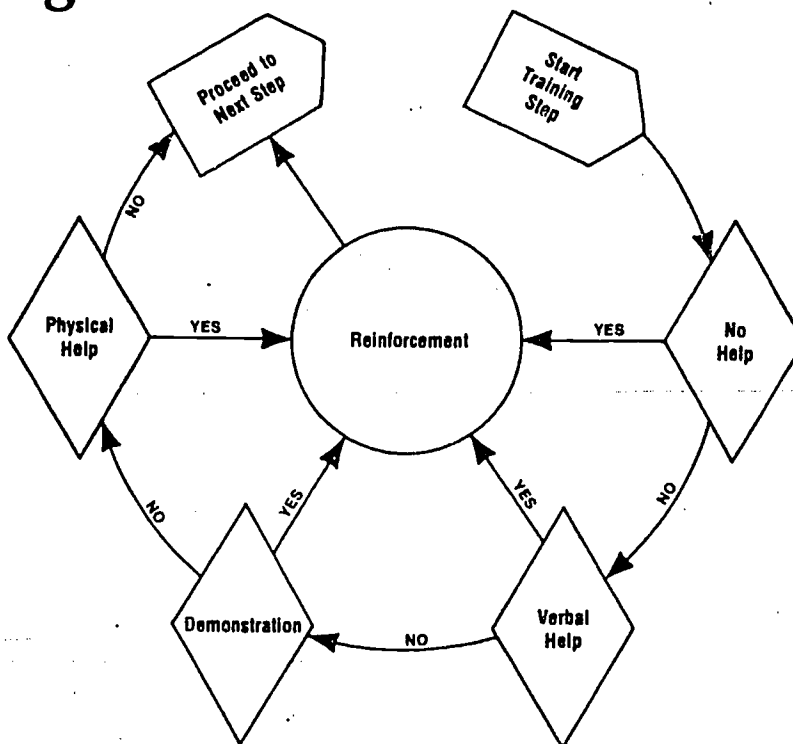 g
Proceed to
Next Step
Start
Training
Step
NO
Physical
Help
YES
Reinforcement
YES
No
Help
NO
YES
YES
NO
Demonstration
NO
Verbal
Help